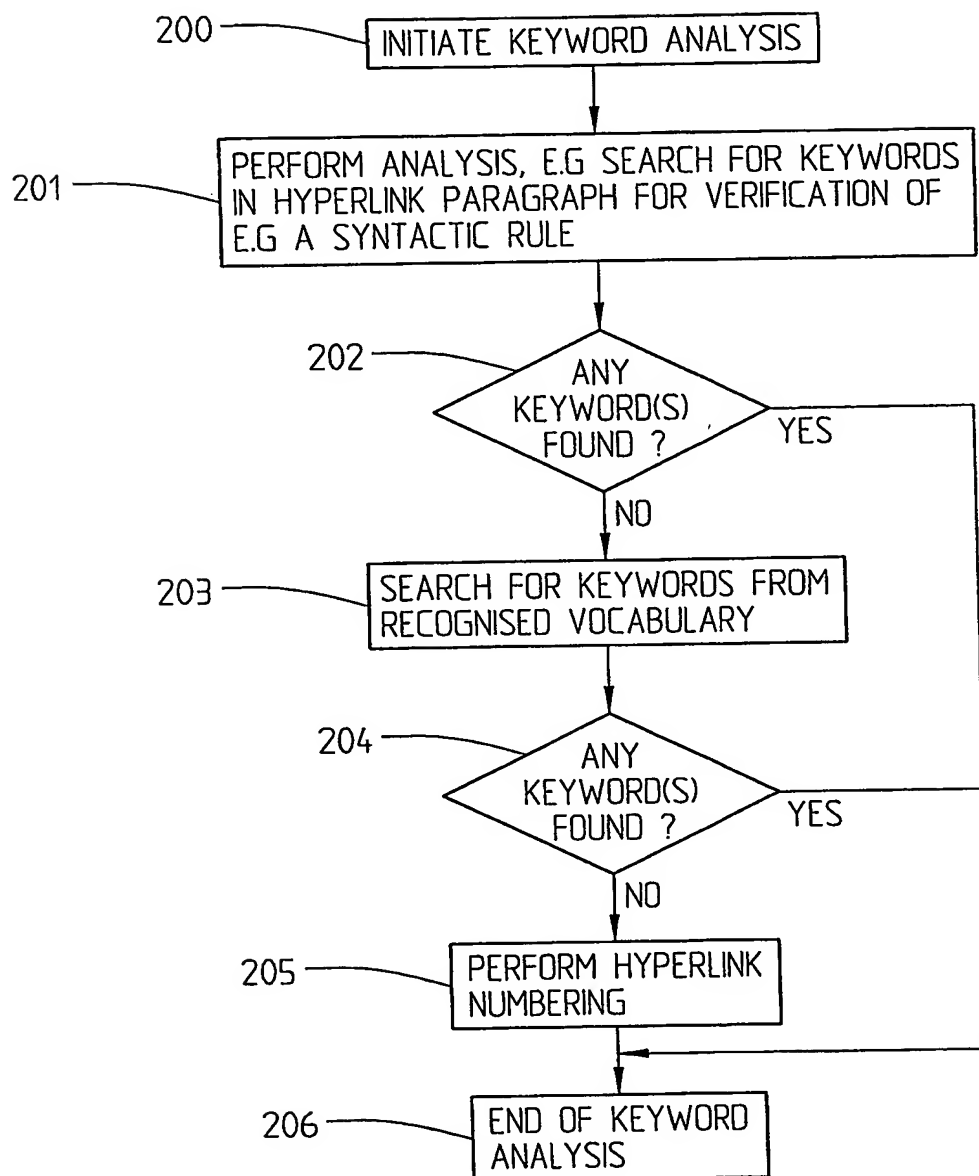 200
INITIATE KEYWORD ANALYSIS
201
PERFORM ANALYSIS, E.G SEARCH FOR KEYWORDS
IN HYPERLINK PARAGRAPH FOR VERIFICATION OF
E.G A SYNTACTIC RULE
202
ANY
KEYWORD(S)
FOUND ?
YES
NO
203
SEARCH FOR KEYWORDS FROM
RECOGNISED VOCABULARY
204
ANY
KEYWORD(S)
FOUND ?
YES
NO
205
PERFORM HYPERLINK
NUMBERING
206
END OF KEYWORD
ANALYSIS